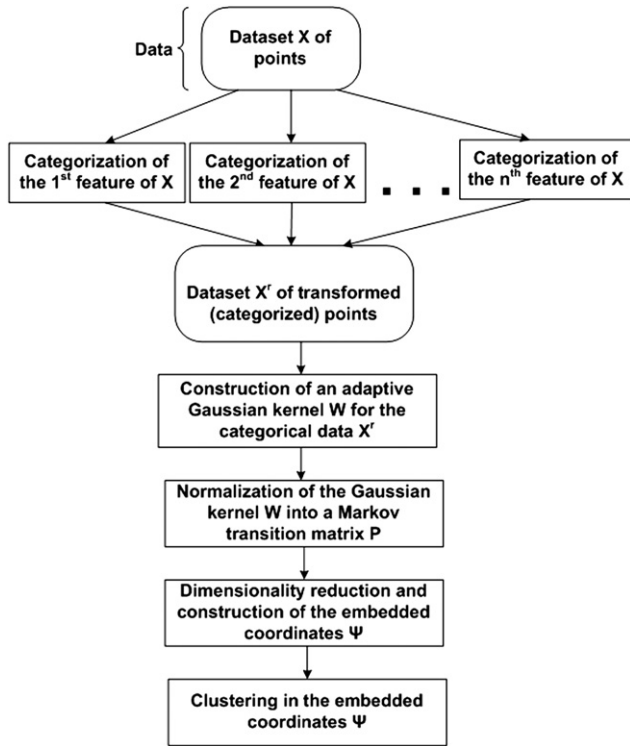 Data
Dataset X of
points
Categorization of
the 1st feature of X
Categorization of
the 2nd feature of X
Categorization of
the nth feature of X
Dataset Xr of transformed
(categorized) points
Construction of an adaptive
Gaussian kernel W for the
categorical data Xr
Normalization of the Gaussian
kernel W into a Markov
transition matrix P
Dimensionality reduction and
construction of the embedded
coordinates Ψ
Clustering in the embedded
coordinates Ψ